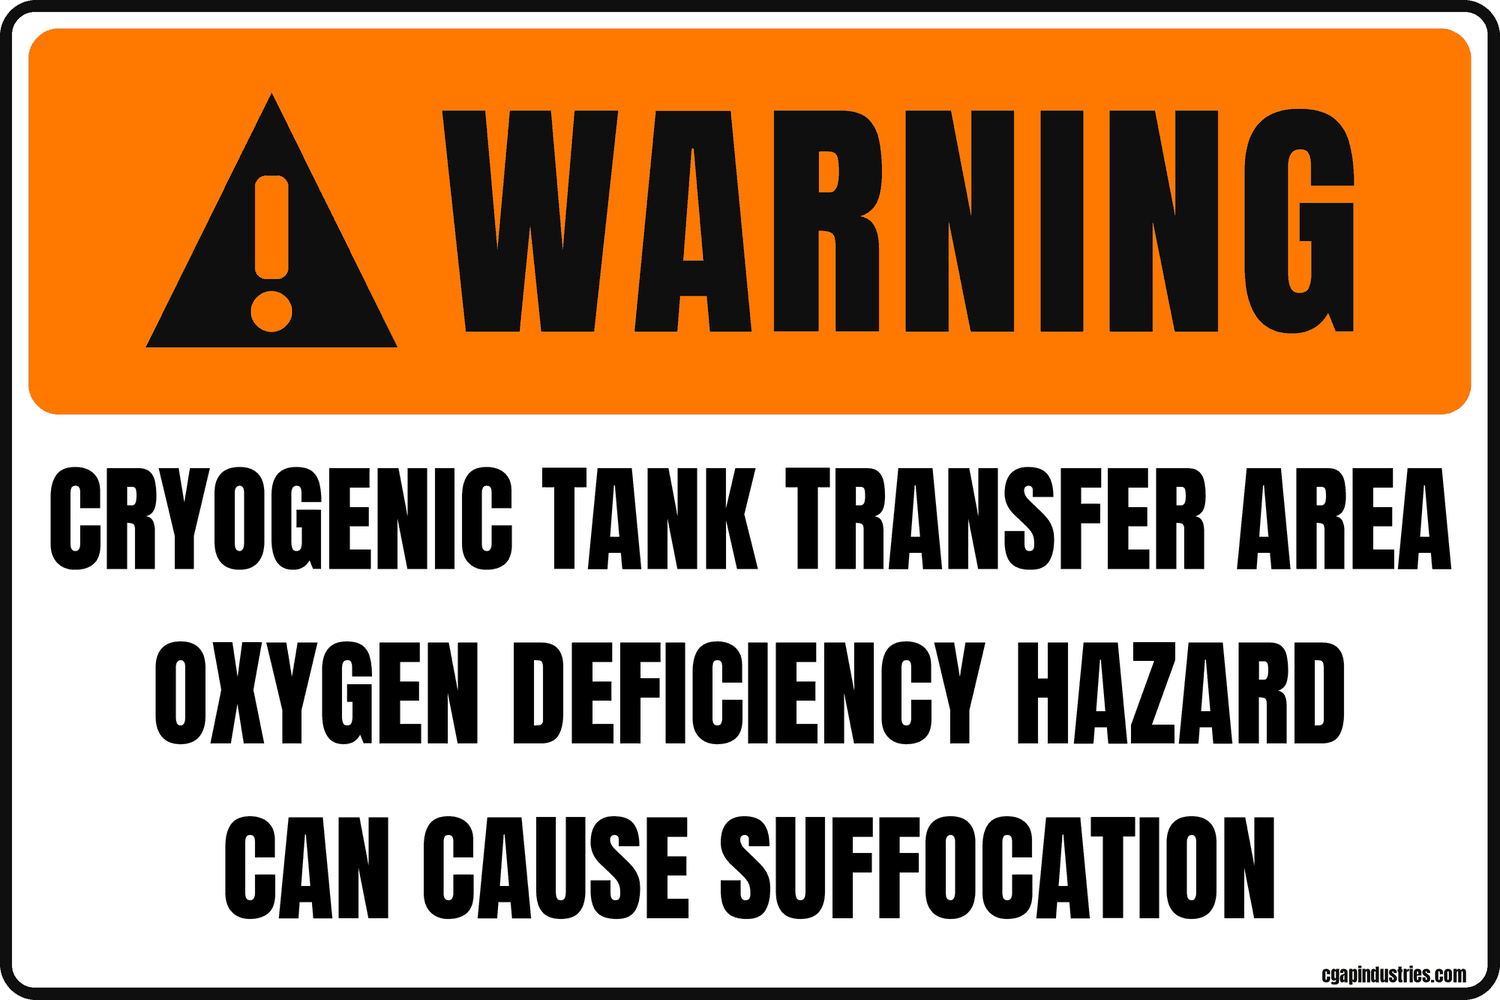 WARNING
CRYOGENIC TANK TRANSFER AREA
OXYGEN DEFICIENCY HAZARD
CAN CAUSE SUFFOCATION
cgapindustries.com